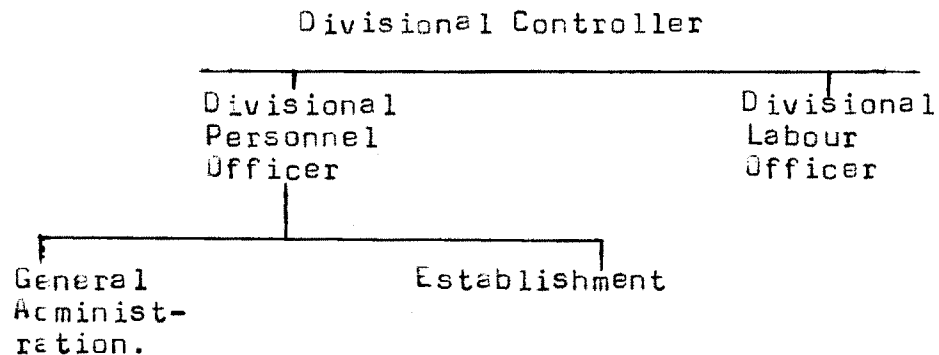 Divisional Controller
Divisional
Personnel
Officer
Divisional
Labour
Officer
General
Administ-
ration.
Establishment